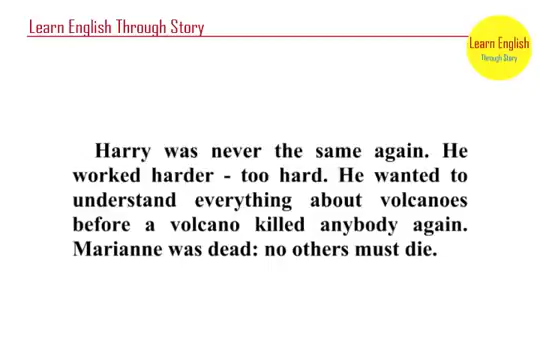 Learn English Through Story
Learn English
Through Story
Harry was never the same again. He
worked harder - too hard. He wanted to
understand everything about volcanoes
before a volcano killed anybody again.
Marianne was dead: no others must die.